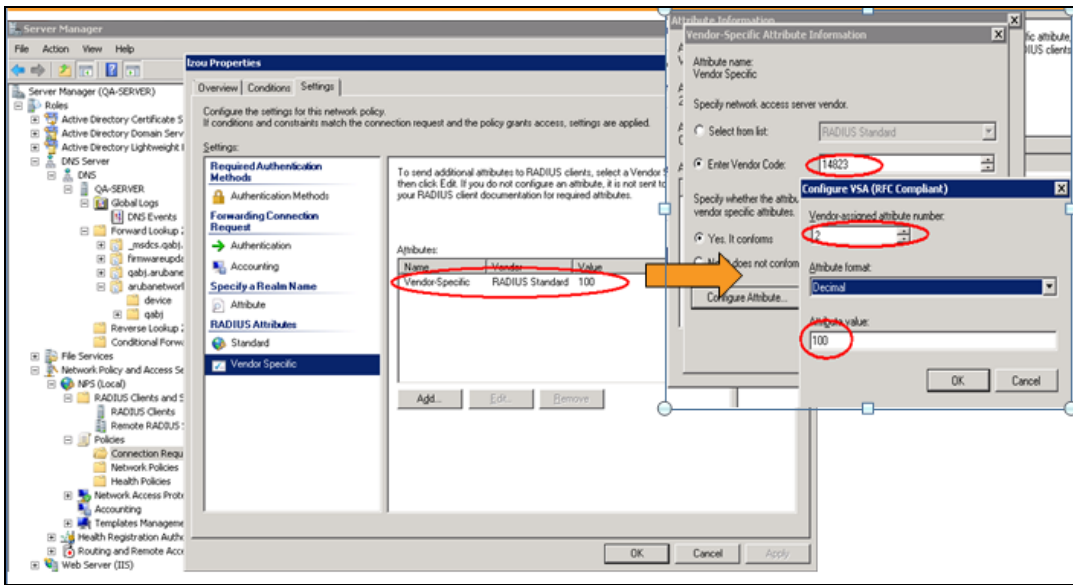 Server Manager
File Action View Help
Server Manager (QA-SERVER)
Roles
Active Directory Certificate S
Active Directory Domain Serv
Active Directory Lightweight
DNS Server
DNS
QA-SERVER
Global Logs
DNS Events
Forward Lookup
_msdcs.qabj.
firmwareupda
qabj.arubane
arubanetworl
device
qabj
Reverse Lookup
Conditional Forw
File Services
Network Policy and Access Se
NPS (Local)
RADIUS Clients and S
RADIUS Clients
Remote RADIUS
Policies
Connection Requ
Network Policies
Health Policies
Network Access Prote
Accounting
Templates Manageme
Health Registration Autho
Routing and Remote Acce
Web Server (IIS)
Izou Properties
Overview Conditions Settings
Configure the settings for this network policy.
If conditions and constraints match the connection request and the policy grants access, settings are applied.
Settings:
Required Authentication
Methods
Authentication Methods
Forwarding Connection
Request
Authentication
Accounting
Specify a Realm Name
Attribute
RADIUS Attributes
Standard
Vendor Specific
To send additional attributes to RADIUS clients, select a Vendor S
then click Edit. If you do not configure an attribute, it is not sent to
your RADIUS client documentation for required attributes.
Attributes:
Name Vendor Value
Vendor-Specific RADIUS Standard 100
Add... Edit... Remove
OK Cancel Apply
Attribute Information
Vendor-Specific Attribute Information
Attribute name:
Vendor Specific
Specify network access server vendor.
Select from list: RADIUS Standard
Enter Vendor Code: 14823
Specify whether the attribu
vendor specific attributes.
Yes. It conforms
No. It does not conform
Configure Attribute...
fic attribute,
DIUS clients
Configure VSA (RFC Compliant)
Vendor-assigned attribute number:
2
Attribute format:
Decimal
Attribute value:
100
OK Cancel